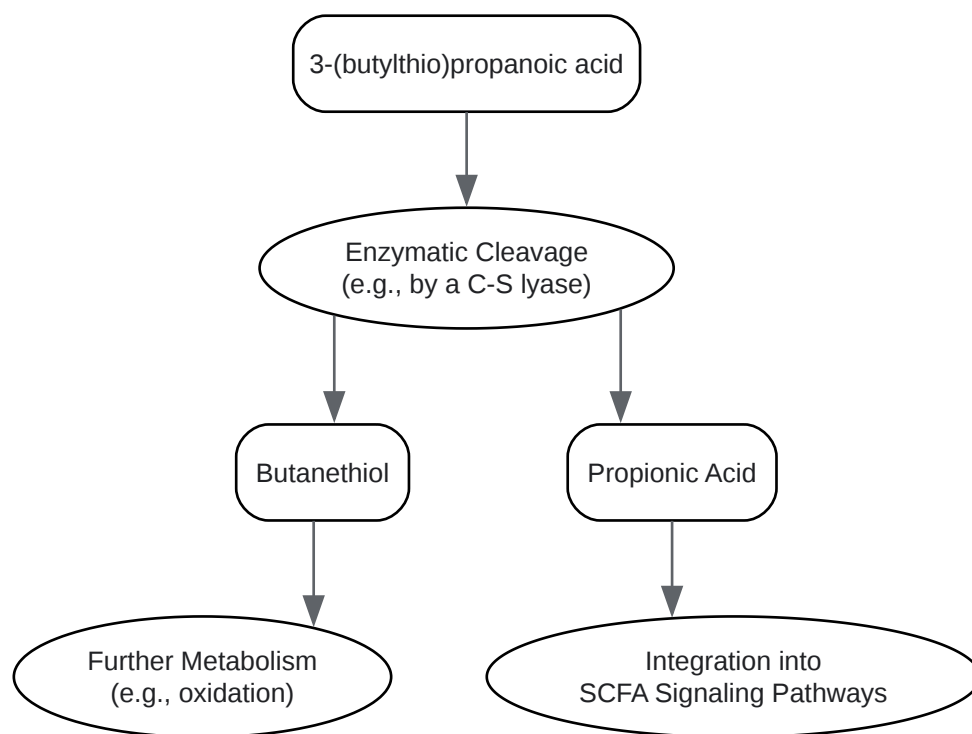 3-(butylthio)propanoic acid
Enzymatic Cleavage
(e.g., by a C-S lyase)
Butanethiol
Propionic Acid
Further Metabolism
(e.g., oxidation)
Integration into
SCFA Signaling Pathways